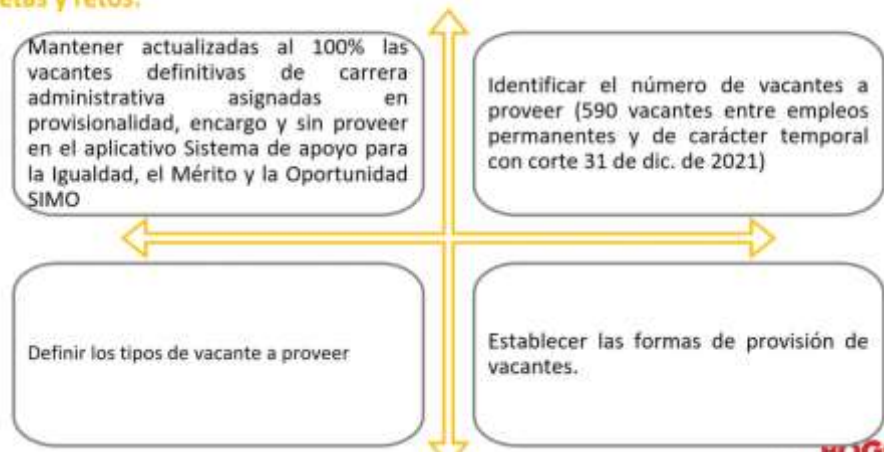 y retos:
Mantener actualizadas al 100% las
vacantes definitivas de carrera
administrativa asignadas en
provisionalidad, encargo y sin proveer
en el aplicativo Sistema de apoyo para
la Igualdad, el Mérito y la Oportunidad
SIMO
Identificar el número de vacantes a
proveer (590 vacantes entre empleos
permanentes y de carácter temporal
con corte 31 de dic. de 2021)
Definir los tipos de vacante a proveer
Establecer las formas de provisión de
vacantes.